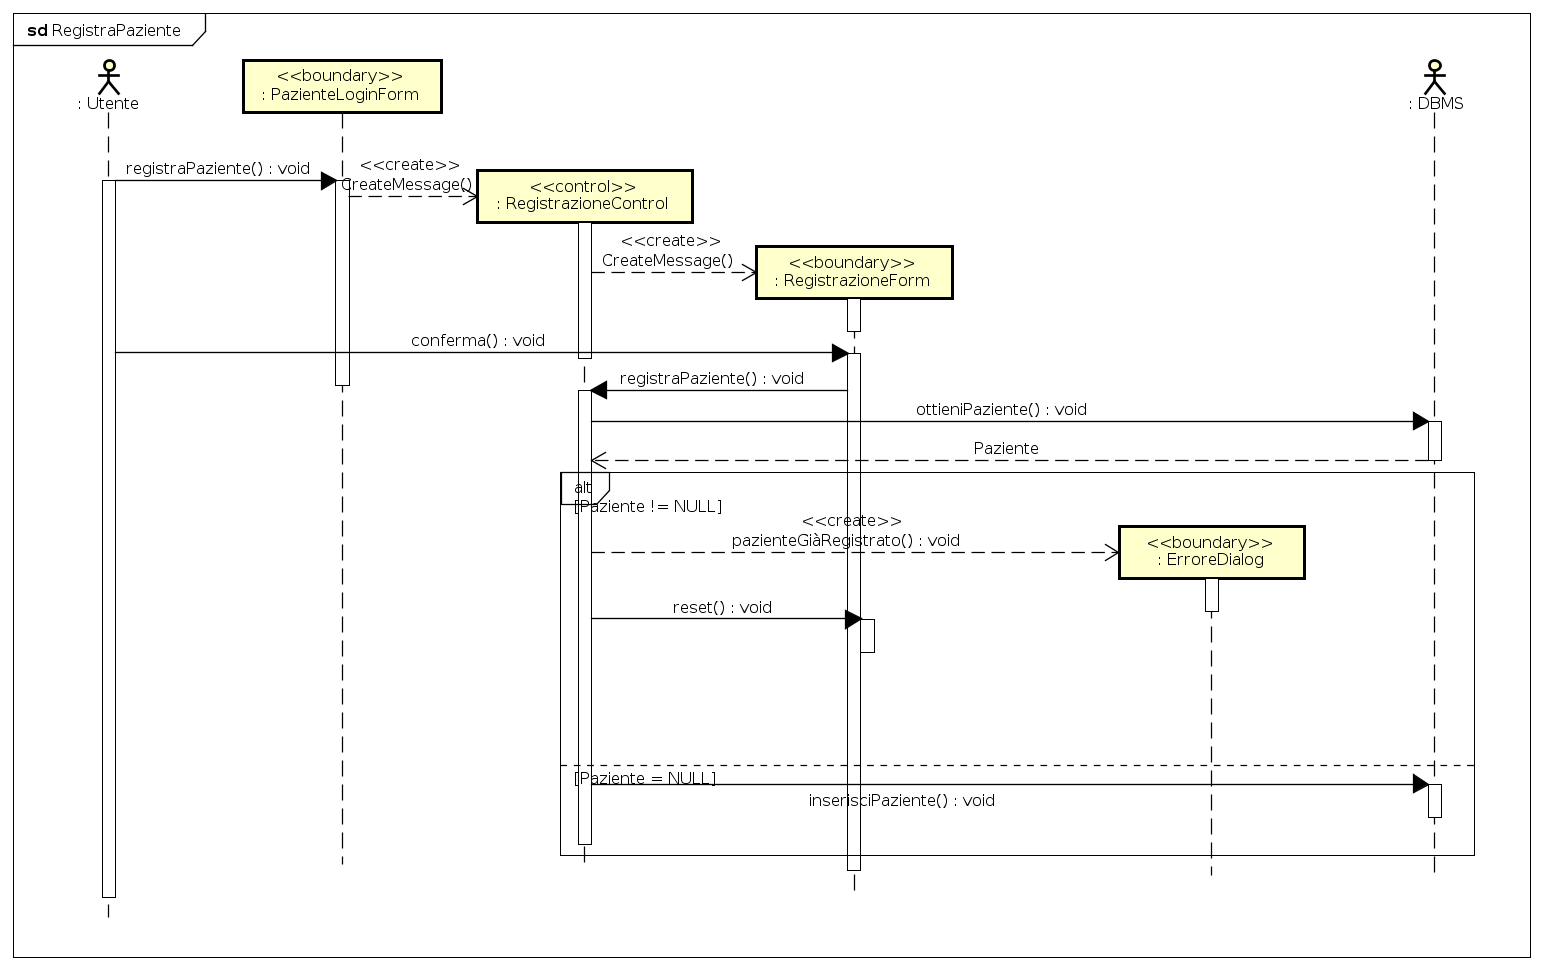 sd RegistraPaziente
: Utente
<<boundary>>
: PazienteLoginForm
: DBMS
registraPaziente() : void
<<create>>
CreateMessage()
<<control>>
: RegistrazioneControl
<<create>>
CreateMessage()
<<boundary>>
: RegistrazioneForm
conferma() : void
registraPaziente() : void
ottieniPaziente() : void
Paziente
alt
[Paziente != NULL]
<<create>>
pazienteGiàRegistrato() : void
<<boundary>>
: ErroreDialog
reset() : void
[Paziente = NULL]
inserisciPaziente() : void